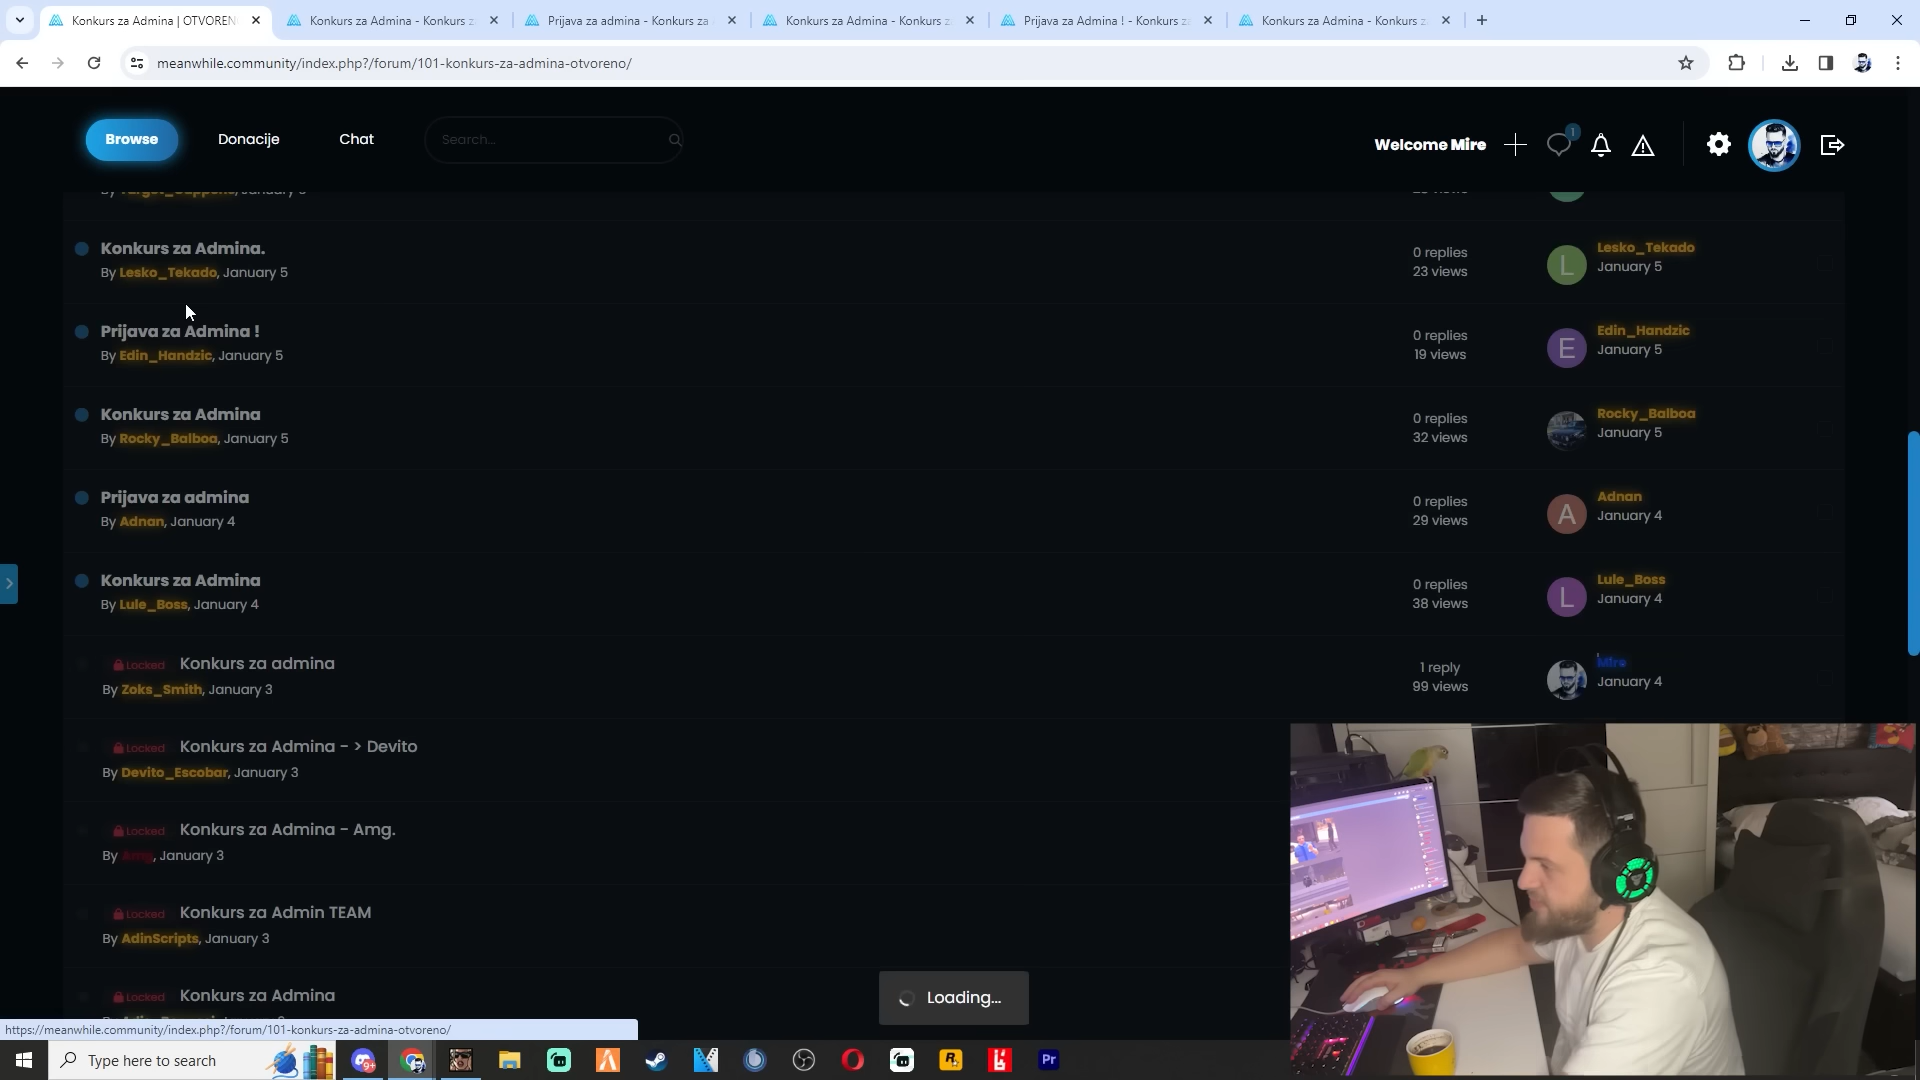 Konkurs za Admina | OTVOREN
Konkurs za Admina - Konkurs z
Prijava za admina - Konkurs za
Konkurs za Admina - Konkurs z
Prijava za Admina ! - Konkurs za
Konkurs za Admina - Konkurs z
meanwhile.community/index.php?/forum/101-konkurs-za-admina-otvoreno/
Browse
Donacije
Chat
Search...
Welcome Mire
1
Konkurs za Admina.
By Lesko_Tekado, January 5
0 replies
23 views
L
Lesko_Tekado
January 5
Prijava za Admina !
By Edin_Handzic, January 5
0 replies
19 views
E
Edin_Handzic
January 5
Konkurs za Admina
By Rocky_Balboa, January 5
0 replies
32 views
Rocky_Balboa
January 5
Prijava za admina
By Adnan, January 4
0 replies
29 views
A
Adnan
January 4
Konkurs za Admina
By Lule_Boss, January 4
0 replies
38 views
L
Lule_Boss
January 4
Locked Konkurs za admina
By Zoks_Smith, January 3
1 reply
99 views
Mire
January 4
Locked Konkurs za Admina - > Devito
By Devito_Escobar, January 3
Locked Konkurs za Admina - Amg.
By Amg, January 3
Locked Konkurs za Admin TEAM
By AdinScripts, January 3
Locked Konkurs za Admina
Loading...
https://meanwhile.community/index.php?/forum/101-konkurs-za-admina-otvoreno/
Type here to search
9+
R
Pr